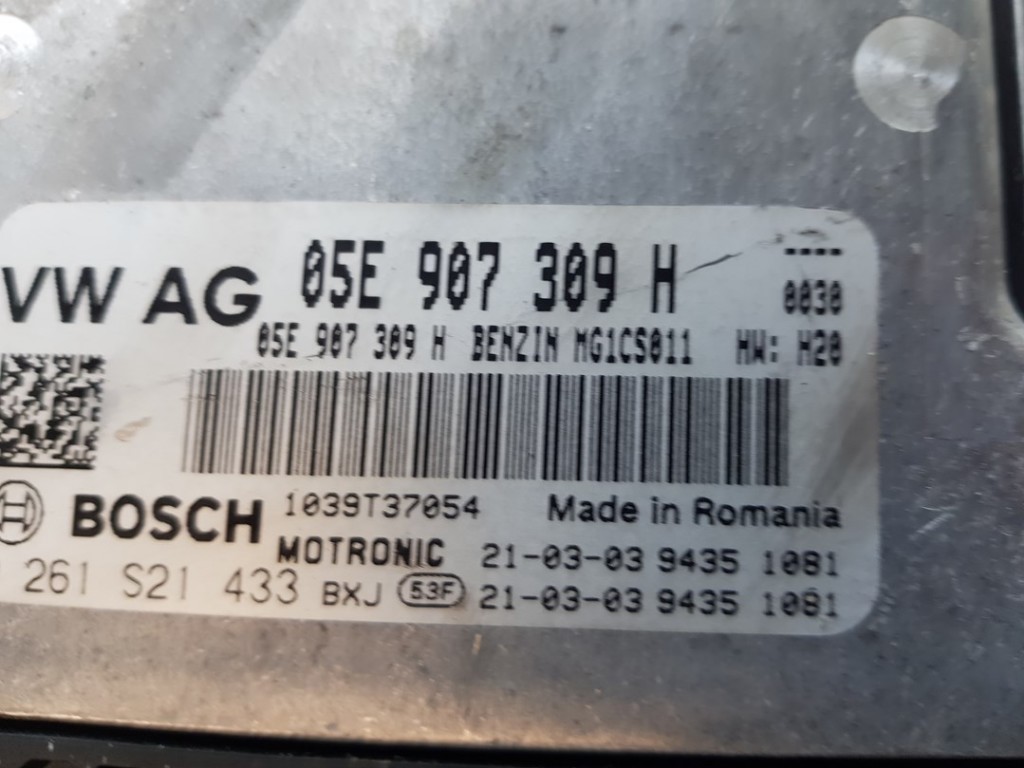 VW AG 05E 907 309 H ----
0030
05E 907 309 H BENZIN MG1CS011 HW: H20
BOSCH 1039T37054 Made in Romania
MOTRONIC 21-03-03 9435 1081
261 S21 433 BXJ 53F 21-03-03 9435 1081